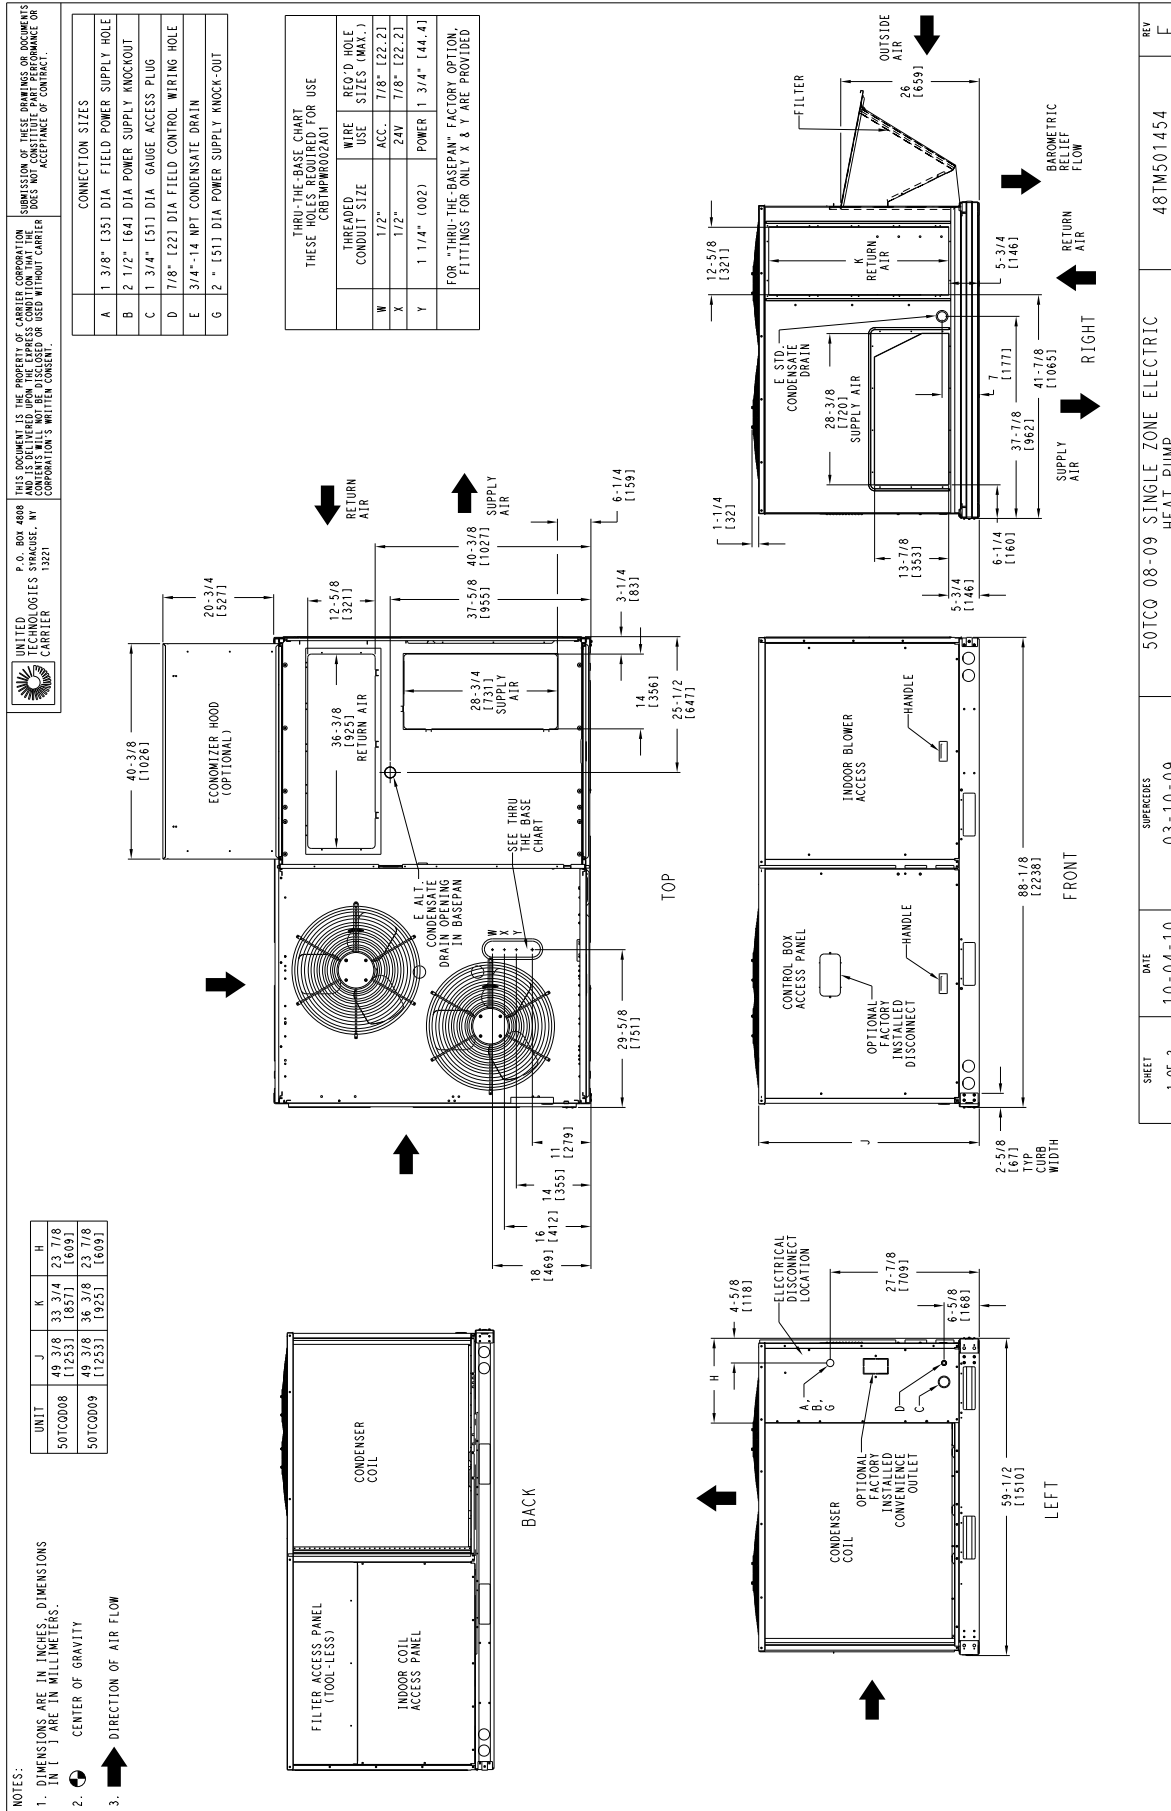 NOTES:
1. DIMENSIONS ARE IN INCHES, DIMENSIONS
IN [ ] ARE IN MILLIMETERS.
2. CENTER OF GRAVITY
3. DIRECTION OF AIR FLOW
UNIT J K H
50TCQD08 49 3/8 [1253] 33 3/4 [857] 23 7/8 [609]
50TCQD09 49 3/8 [1253] 36 3/8 [925] 23 7/8 [609]
UNITED
TECHNOLOGIES
CARRIER
P.O. BOX 4808
SYRACUSE, NY
13221
THIS DOCUMENT IS THE PROPERTY OF CARRIER CORPORATION
AND IS DELIVERED UPON THE EXPRESS CONDITION THAT THE
CONTENTS WILL NOT BE DISCLOSED OR USED WITHOUT CARRIER
CORPORATION'S WRITTEN CONSENT.
SUBMISSION OF THESE DRAWINGS OR DOCUMENTS
DOES NOT CONSTITUTE PART PERFORMANCE OR
ACCEPTANCE OF CONTRACT.
CONNECTION SIZES
A 1 3/8" [35] DIA FIELD POWER SUPPLY HOLE
B 2 1/2" [64] DIA POWER SUPPLY KNOCKOUT
C 1 3/4" [51] DIA GAUGE ACCESS PLUG
D 7/8" [22] DIA FIELD CONTROL WIRING HOLE
E 3/4"-14 NPT CONDENSATE DRAIN
G 2 " [51] DIA POWER SUPPLY KNOCK-OUT
THRU-THE-BASE CHART
THESE HOLES REQUIRED FOR USE
CRBTMPWR002A01
THREADED
CONDUIT SIZE
WIRE
USE
REQ'D HOLE
SIZES (MAX.)
W 1/2" ACC. 7/8" [22.2]
X 1/2" 24V 7/8" [22.2]
Y 1 1/4" (002) POWER 1 3/4" [44.4]
FOR "THRU-THE-BASEPAN" FACTORY OPTION,
FITTINGS FOR ONLY X & Y ARE PROVIDED
FILTER ACCESS PANEL
(TOOL-LESS)
INDOOR COIL
ACCESS PANEL
CONDENSER
COIL
BACK
40-3/8
[1026]
20-3/4
[527]
ECONOMIZER HOOD
(OPTIONAL)
12-5/8
[321]
36-3/8
[925]
RETURN AIR
RETURN
AIR
40-3/8
[1027]
37-5/8
[955]
SUPPLY
AIR
28-3/4
[731]
SUPPLY
AIR
6-1/4
[159]
3-1/4
[83]
14
[356]
25-1/2
[647]
E ALT.
CONDENSATE
DRAIN OPENING
IN BASEPAN
SEE THRU
THE BASE
CHART
W
X
Y
29-5/8
[751]
11
[279]
14
[355]
16
[412]
18
[469]
TOP
H
4-5/8
[118]
ELECTRICAL
DISCONNECT
LOCATION
27-7/8
[709]
6-5/8
[168]
A,
B,
G
D
C
OPTIONAL
FACTORY
INSTALLED
CONVENIENCE
OUTLET
CONDENSER
COIL
59-1/2
[1510]
LEFT
J
2-5/8
[67]
TYP
CURB
WIDTH
CONTROL BOX
ACCESS PANEL
OPTIONAL
FACTORY
INSTALLED
DISCONNECT
HANDLE
INDOOR BLOWER
ACCESS
HANDLE
88-1/8
[2238]
FRONT
1-1/4
[32]
13-7/8
[353]
5-3/4
[146]
6-1/4
[160]
28-3/8
[720]
SUPPLY AIR
E STD.
CONDENSATE
DRAIN
12-5/8
[321]
K
RETURN
AIR
FILTER
26
[659]
OUTSIDE
AIR
BAROMETRIC
RELIEF
FLOW
5-3/4
[146]
RETURN
AIR
7
[177]
37-7/8
[962]
41-7/8
[1065]
SUPPLY
AIR
RIGHT
SHEET
DATE
10-04-10
SUPERCEDES
03-10-09
50TCQ 08-09 SINGLE ZONE ELECTRIC
HEAT PUMP
48TM501454
REV